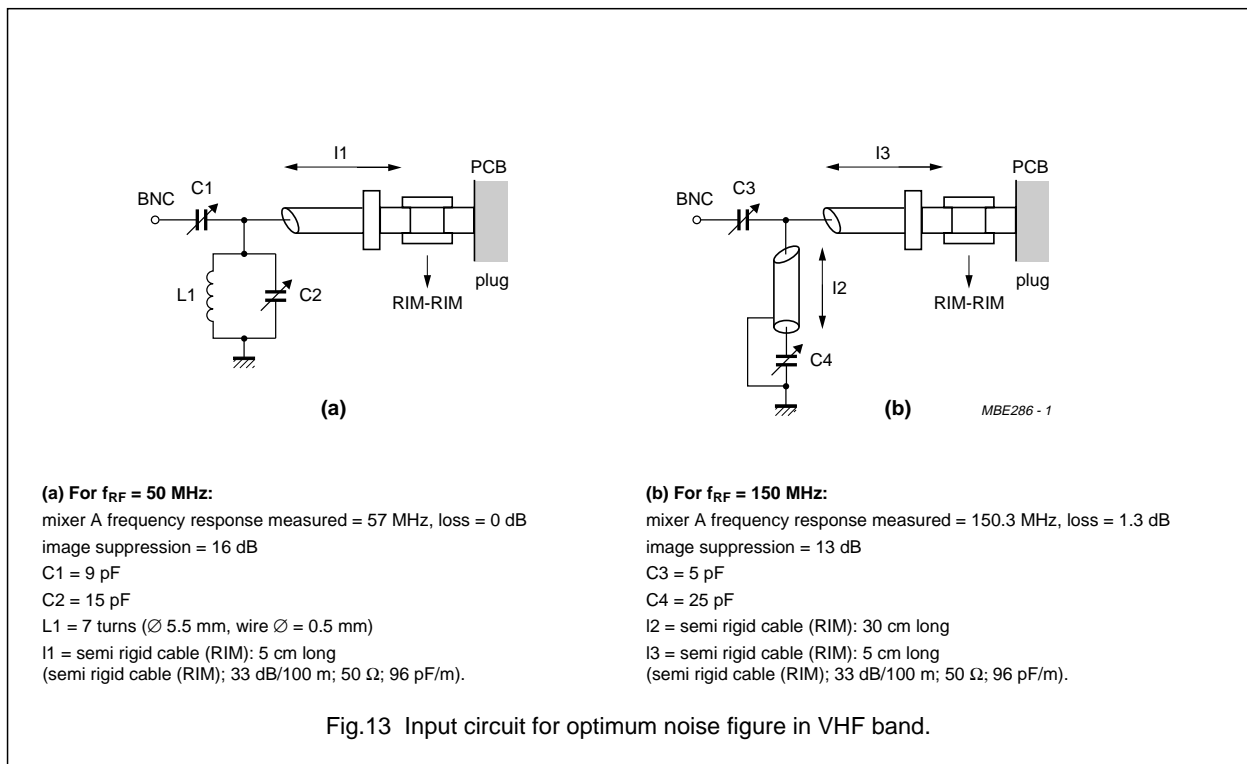 I1
PCB
BNC
C1
L1
C2
RIM-RIM
plug
(a)
I3
PCB
BNC
C3
I2
C4
RIM-RIM
plug
(b)
MBE286 - 1
(a) For fRF = 50 MHz:
mixer A frequency response measured = 57 MHz, loss = 0 dB
image suppression = 16 dB
C1 = 9 pF
C2 = 15 pF
L1 = 7 turns (∅ 5.5 mm, wire ∅ = 0.5 mm)
I1 = semi rigid cable (RIM): 5 cm long
(semi rigid cable (RIM); 33 dB/100 m; 50 Ω; 96 pF/m).
(b) For fRF = 150 MHz:
mixer A frequency response measured = 150.3 MHz, loss = 1.3 dB
image suppression = 13 dB
C3 = 5 pF
C4 = 25 pF
I2 = semi rigid cable (RIM): 30 cm long
I3 = semi rigid cable (RIM): 5 cm long
(semi rigid cable (RIM); 33 dB/100 m; 50 Ω; 96 pF/m).
Fig.13 Input circuit for optimum noise figure in VHF band.